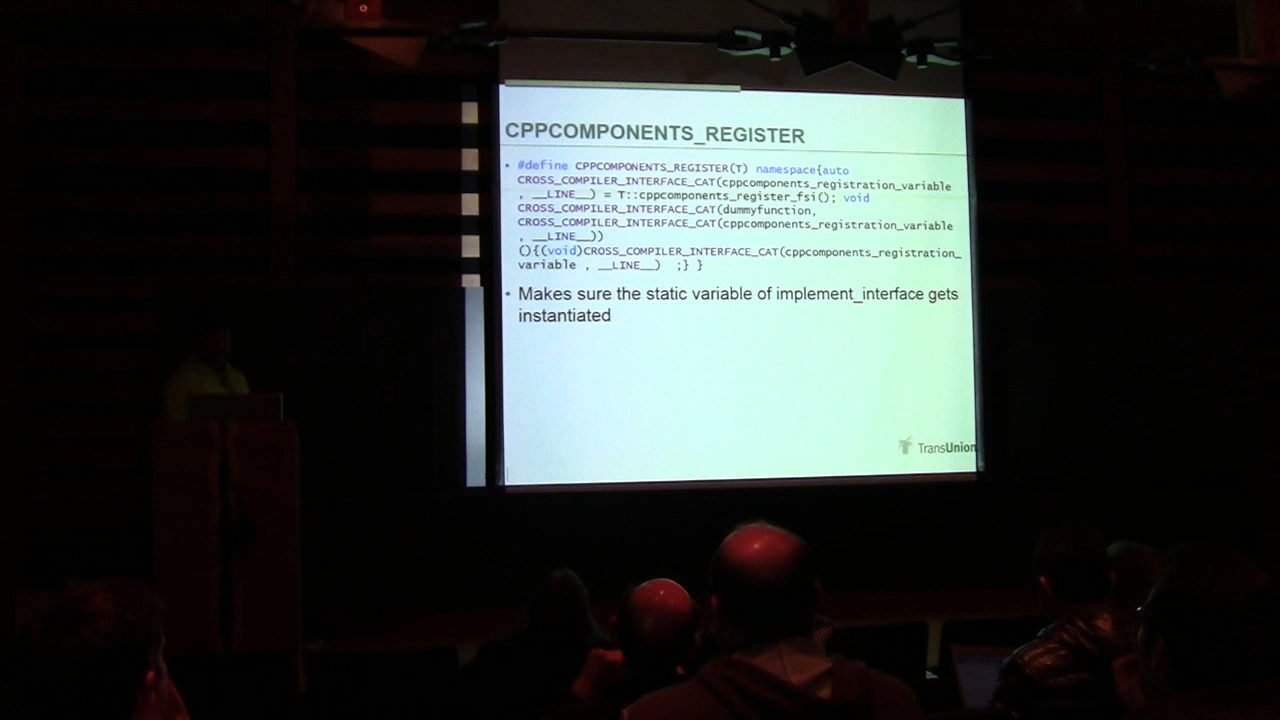 CPPCOMPONENTS_REGISTER
• #define CPPCOMPONENTS_REGISTER(T) namespace{auto
CROSS_COMPILER_INTERFACE_CAT(cppcomponents_registration_variable
, __LINE__) = T::cppcomponents_register_fsi(); void
CROSS_COMPILER_INTERFACE_CAT(dummyfunction,
CROSS_COMPILER_INTERFACE_CAT(cppcomponents_registration_variable
, __LINE__))
(){(void)CROSS_COMPILER_INTERFACE_CAT(cppcomponents_registration_
variable , __LINE__) ;} }
• Makes sure the static variable of implement_interface gets
instantiated
TransUnion